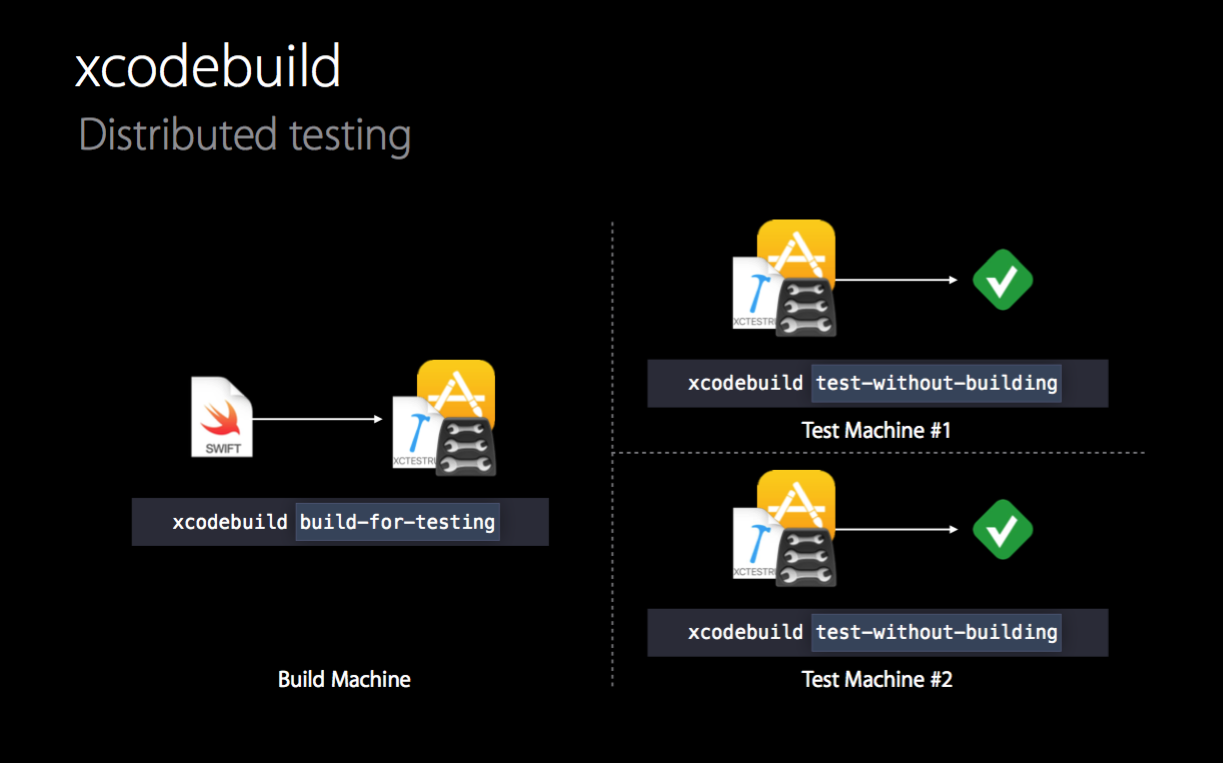 xcodebuild
Distributed testing
SWIFT
XCTESTRU
xcodebuild build-for-testing
Build Machine
XCTESTR
xcodebuild test-without-building
Test Machine #1
XCTESTR
xcodebuild test-without-building
Test Machine #2